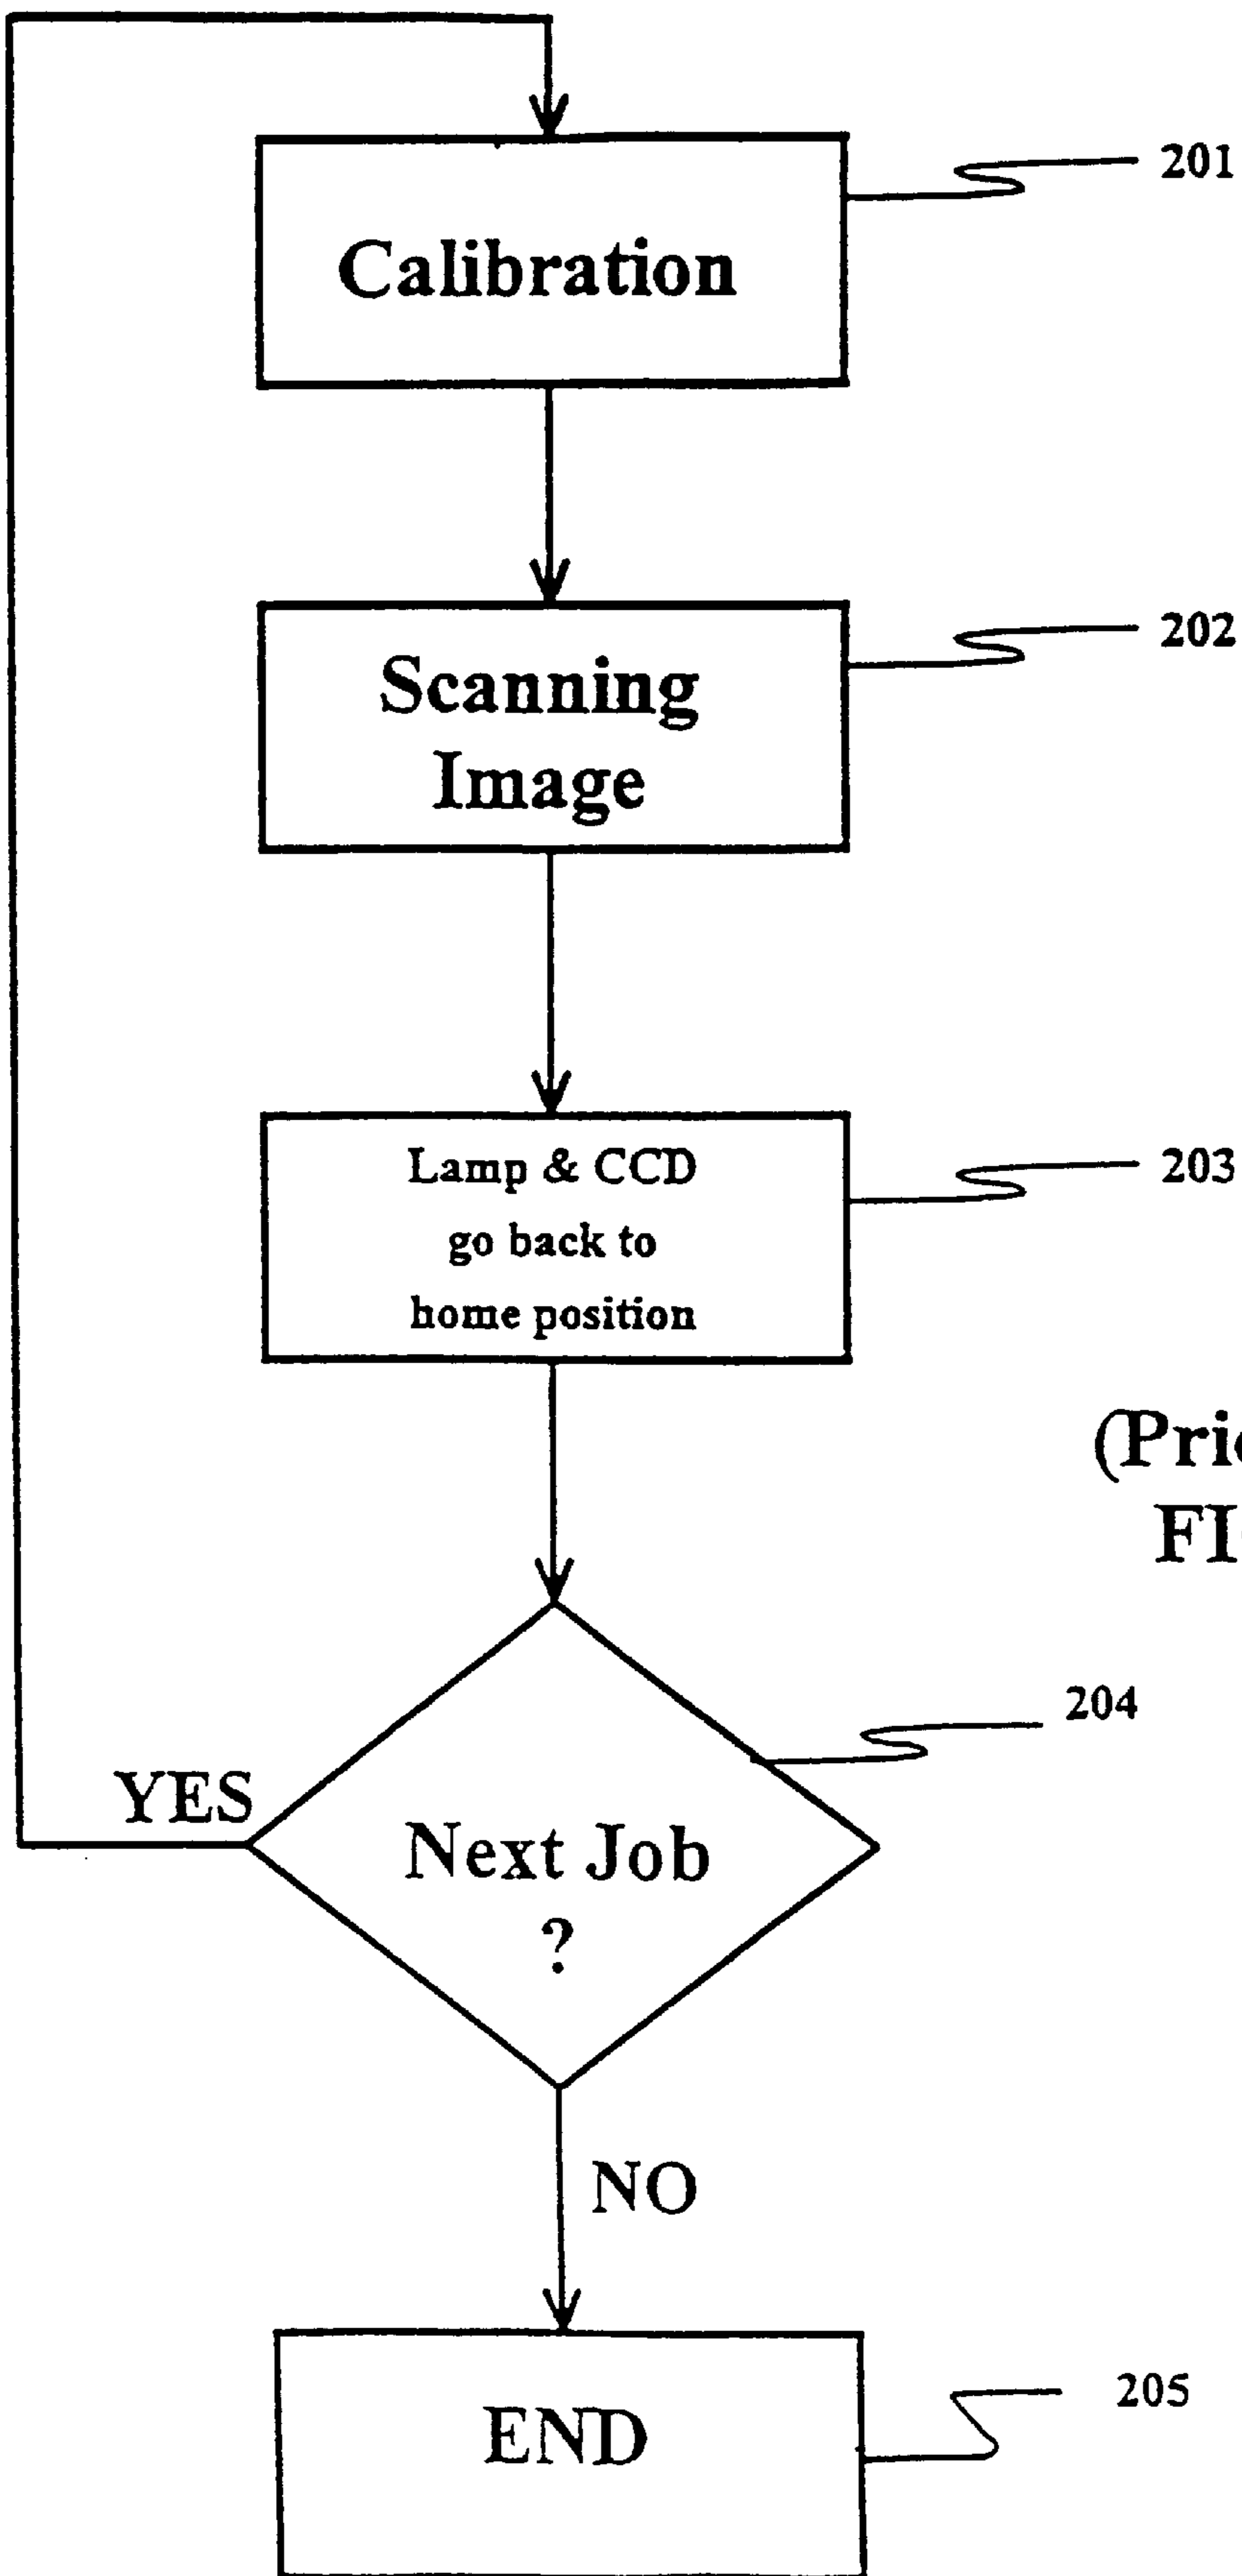 201
Calibration
202
Scanning
Image
203
Lamp & CCD
go back to
home position
204
YES
Next Job
?
NO
205
END